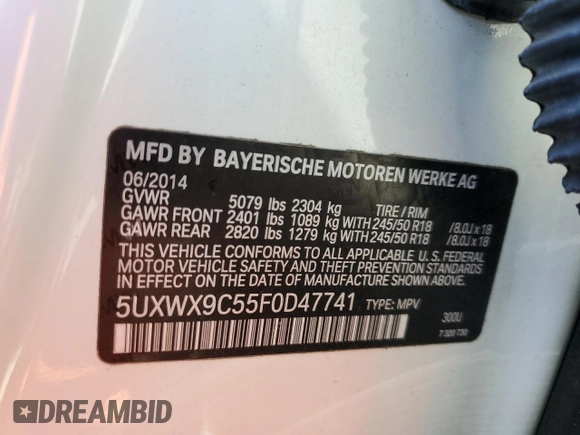 MFD BY BAYERISCHE MOTOREN WERKE AG
06/2014
GVWR 5079 lbs 2304 kg TIRE / RIM
GAWR FRONT 2401 lbs 1089 kg WITH 245/50 R18 /8.0J x 18
GAWR REAR 2820 lbs 1279 kg WITH 245/50 R18 /8.0J x 18
THIS VEHICLE CONFORMS TO ALL APPLICABLE U. S. FEDERAL
MOTOR VEHICLE SAFETY AND THEFT PREVENTION STANDARDS
IN EFFECT ON THE DATE OF MANUFACTURE SHOWN ABOVE.
5UXWX9C55F0D47741 TYPE: MPV
300U
7 320 730
DREAMBID